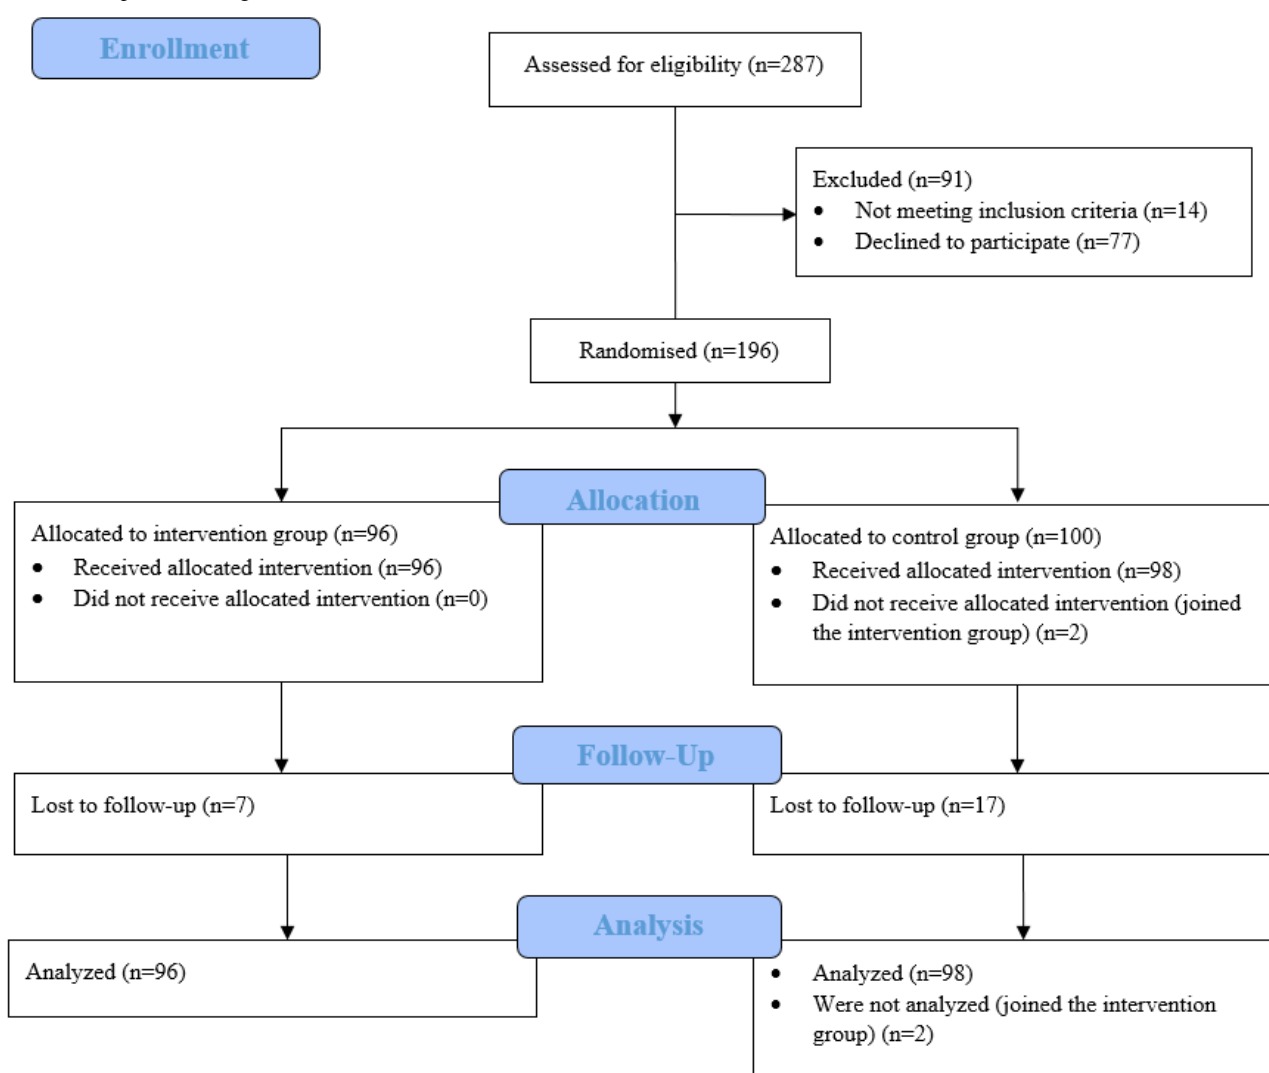 Enrollment
Assessed for eligibility (n=287)
Excluded (n=91)
• Not meeting inclusion criteria (n=14)
• Declined to participate (n=77)
Randomised (n=196)
Allocation
Allocated to intervention group (n=96)
• Received allocated intervention (n=96)
• Did not receive allocated intervention (n=0)
Allocated to control group (n=100)
• Received allocated intervention (n=98)
• Did not receive allocated intervention (joined
the intervention group) (n=2)
Follow-Up
Lost to follow-up (n=7)
Lost to follow-up (n=17)
Analysis
Analyzed (n=96)
• Analyzed (n=98)
• Were not analyzed (joined the intervention
group) (n=2)